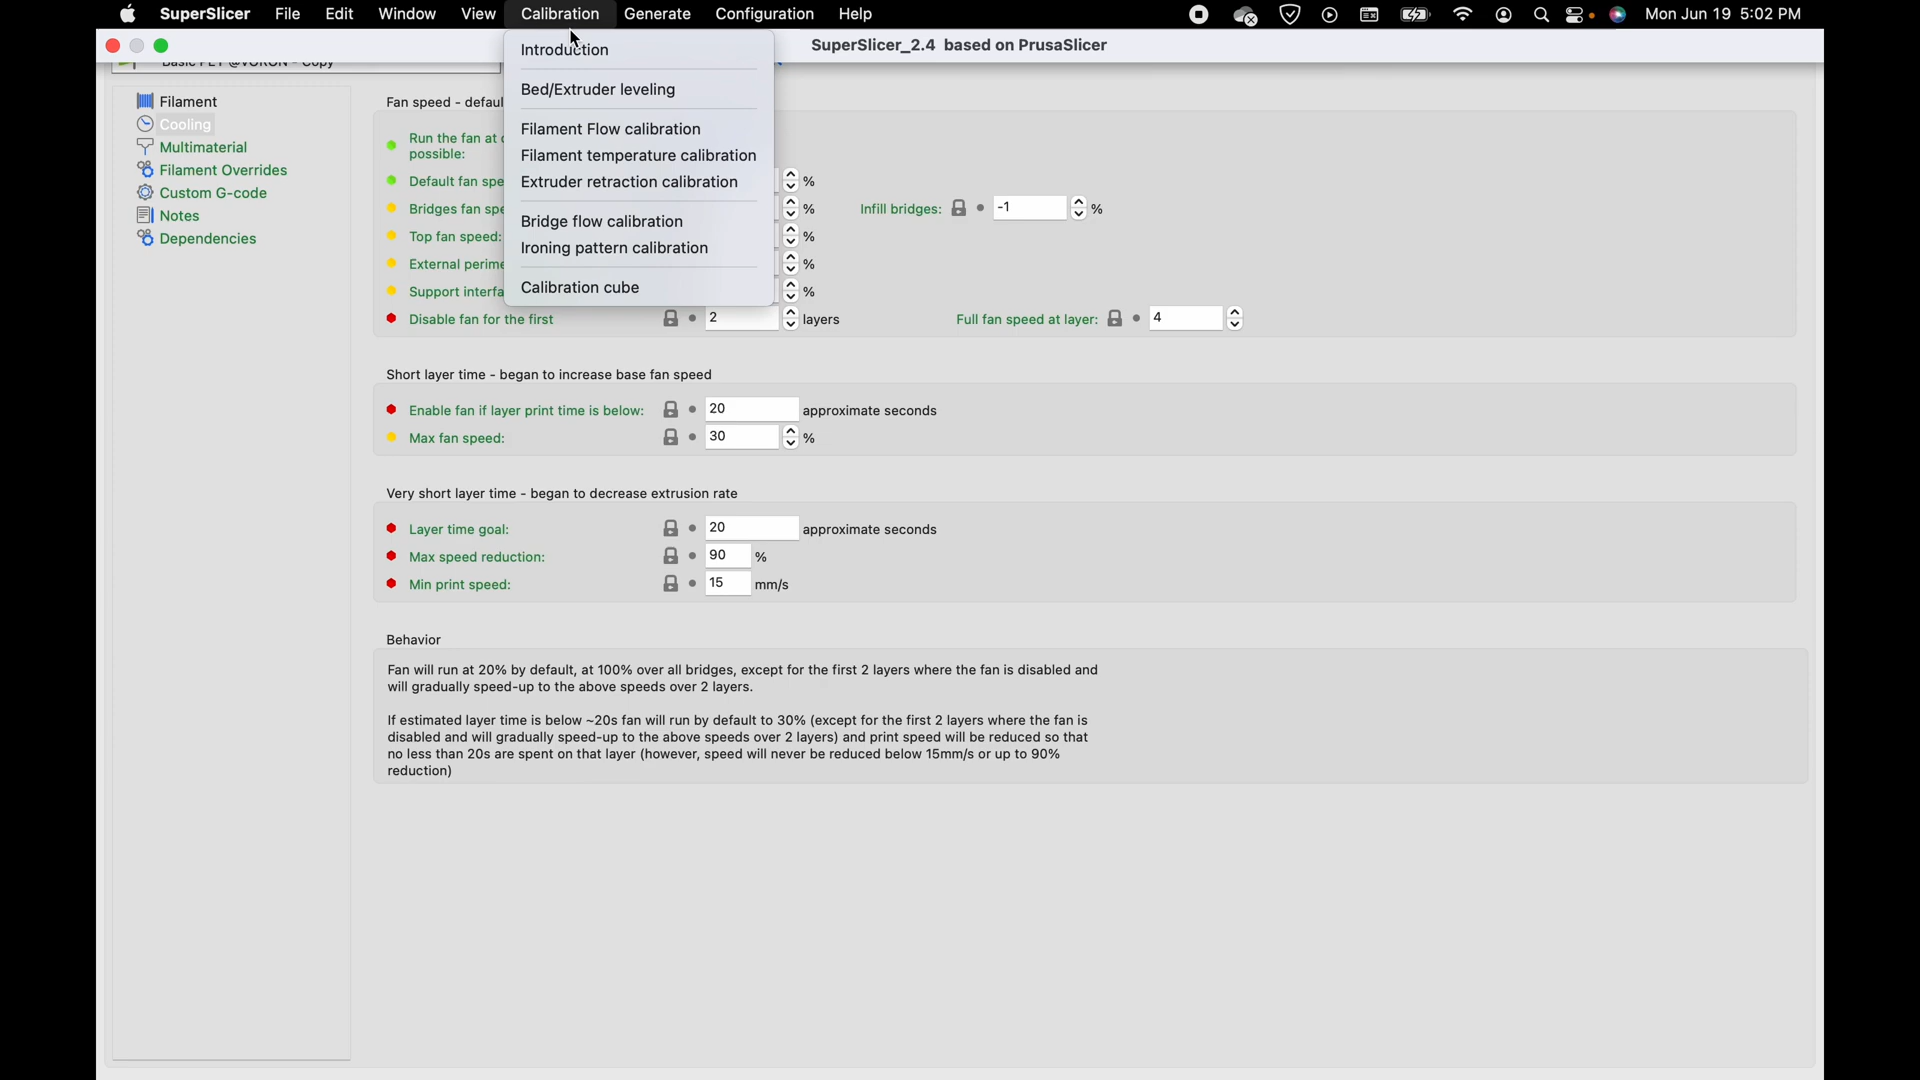 SuperSlicer File Edit Window View Calibration Generate Configuration Help Mon Jun 19 5:02 PM
SuperSlicer_2.4 based on PrusaSlicer
Basic PET @VORON - Copy
Introduction
Bed/Extruder leveling
Filament Flow calibration
Filament temperature calibration
Extruder retraction calibration
Bridge flow calibration
Ironing pattern calibration
Calibration cube
Filament
Cooling
Multimaterial
Filament Overrides
Custom G-code
Notes
Dependencies
Fan speed - defaul
Run the fan at
possible:
Default fan spe %
Bridges fan spe % Infill bridges: -1 %
Top fan speed: %
External perime %
Support interfa %
Disable fan for the first 2 layers Full fan speed at layer: 4
Short layer time - began to increase base fan speed
Enable fan if layer print time is below: 20 approximate seconds
Max fan speed: 30 %
Very short layer time - began to decrease extrusion rate
Layer time goal: 20 approximate seconds
Max speed reduction: 90 %
Min print speed: 15 mm/s
Behavior
Fan will run at 20% by default, at 100% over all bridges, except for the first 2 layers where the fan is disabled and
will gradually speed-up to the above speeds over 2 layers.
If estimated layer time is below ~20s fan will run by default to 30% (except for the first 2 layers where the fan is
disabled and will gradually speed-up to the above speeds over 2 layers) and print speed will be reduced so that
no less than 20s are spent on that layer (however, speed will never be reduced below 15mm/s or up to 90%
reduction)